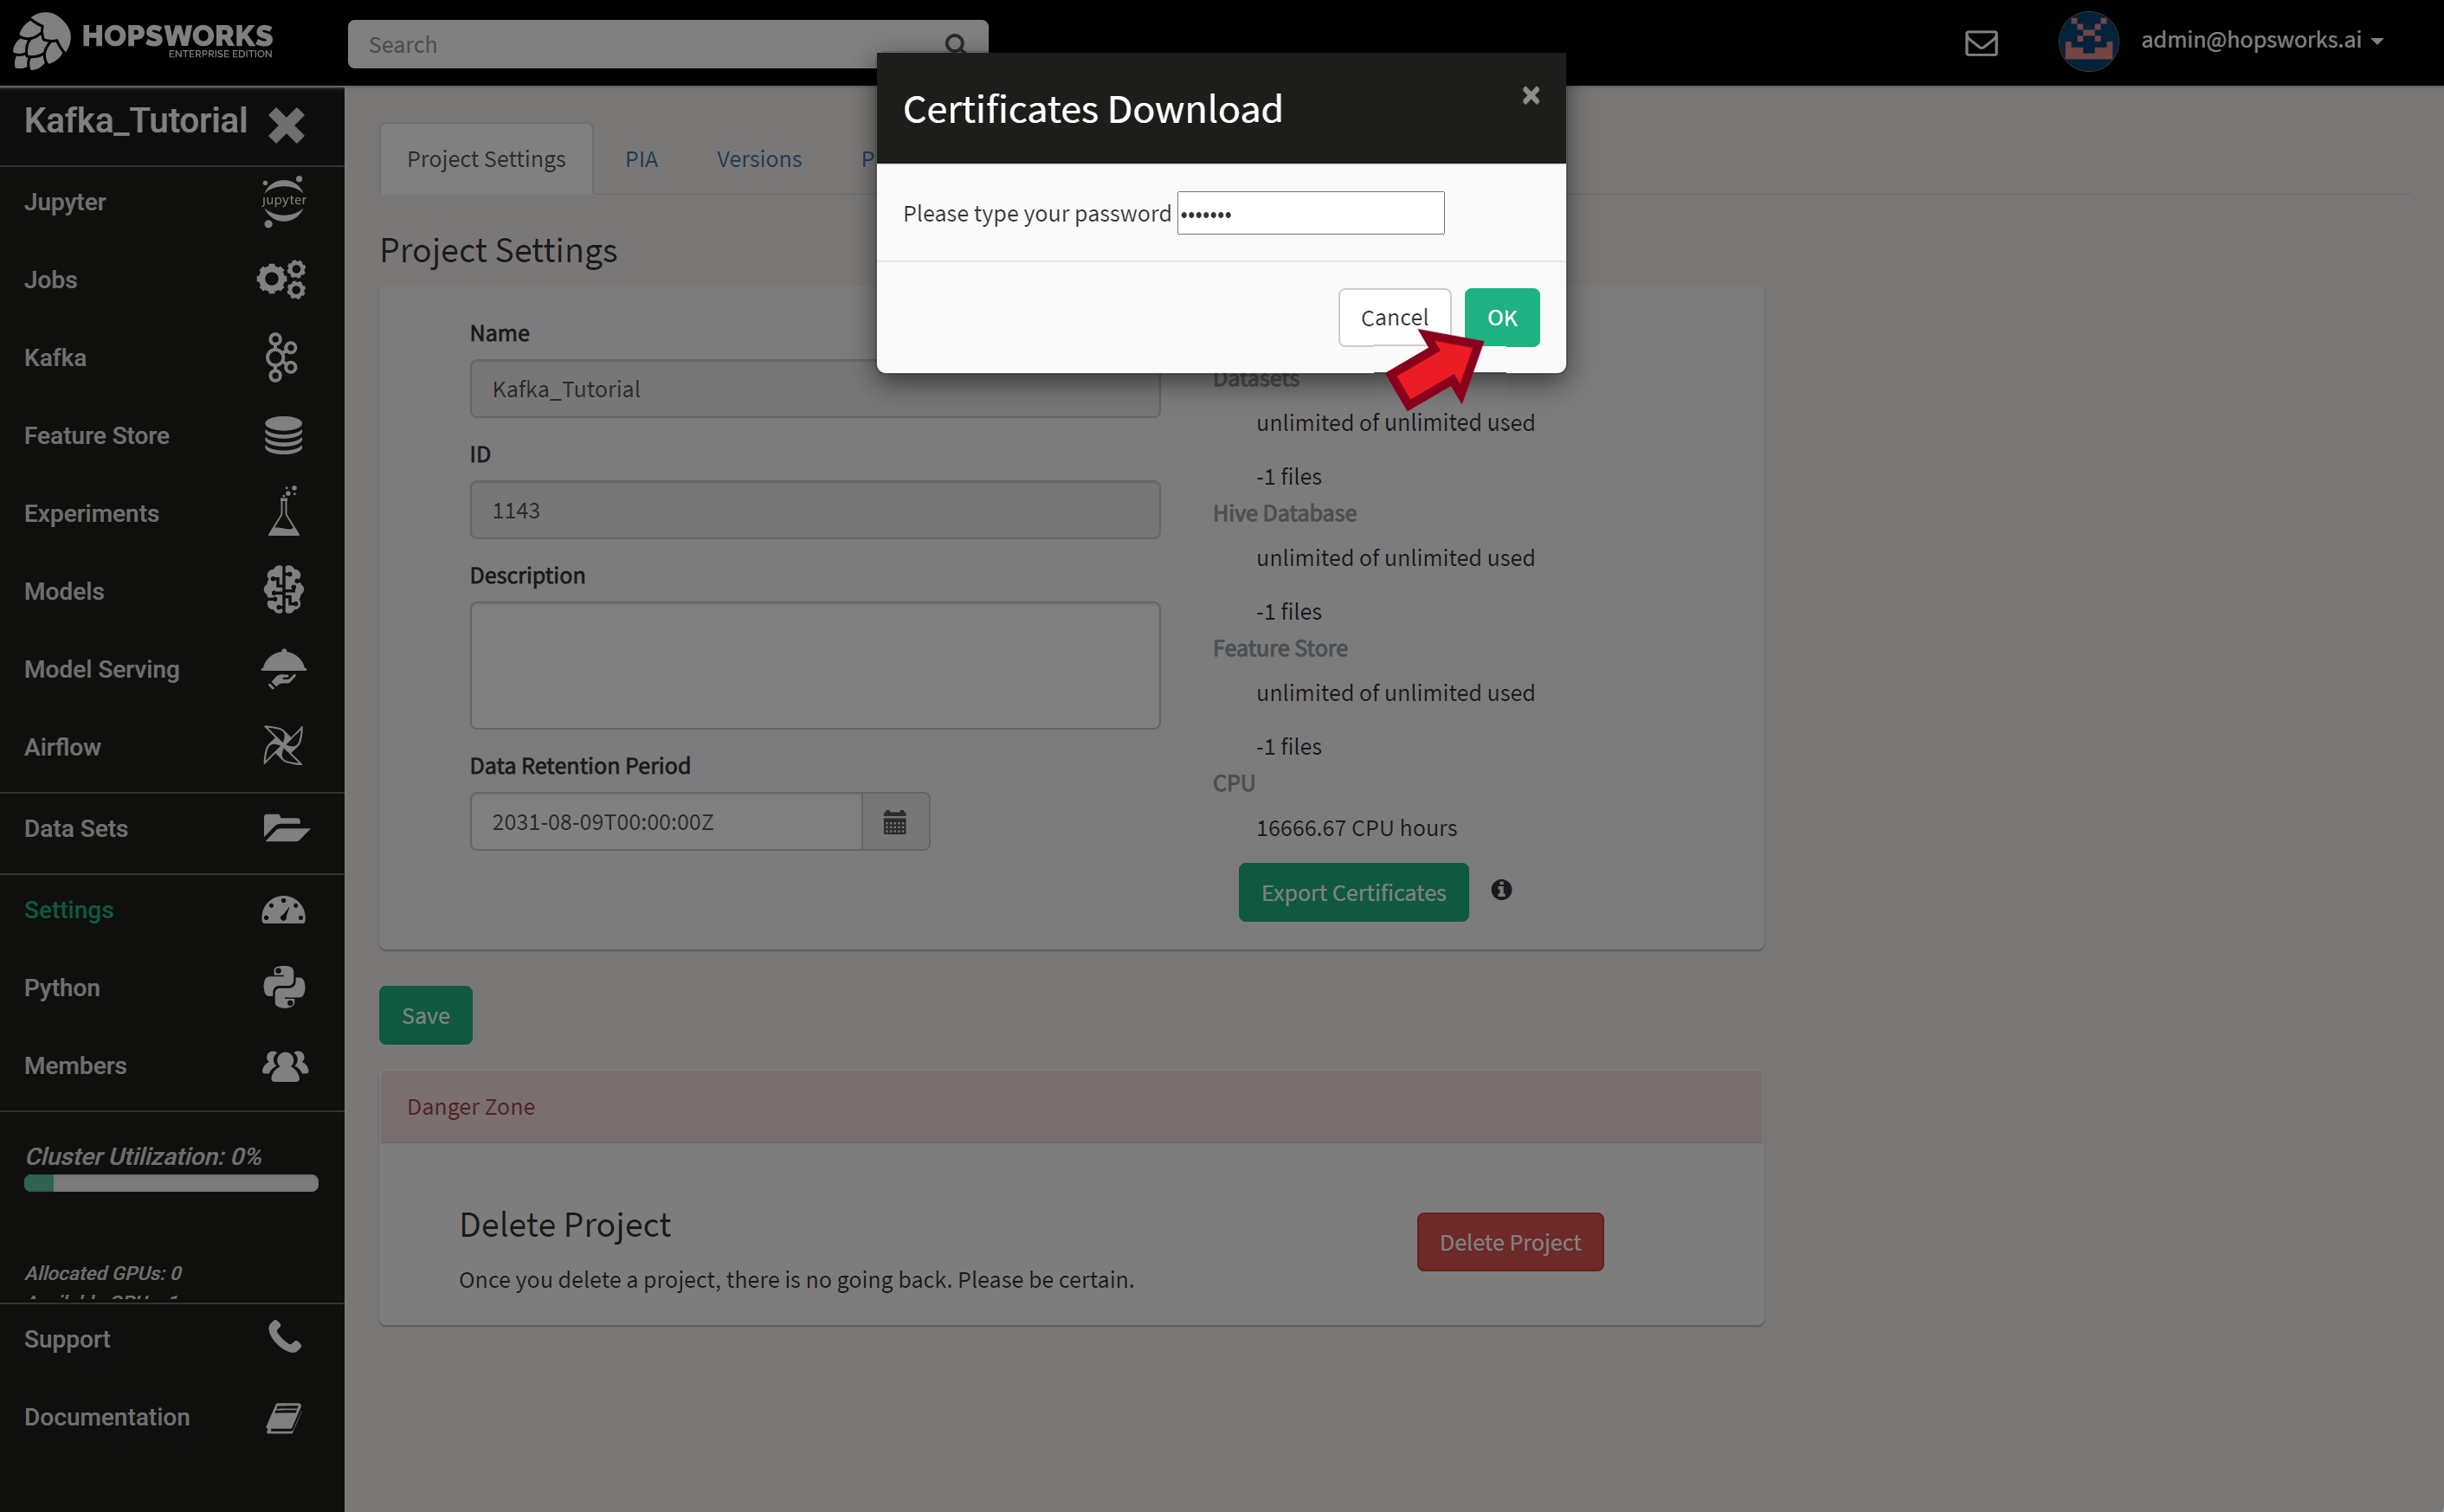 HOPSWORKS
ENTERPRISE EDITION
Search
admin@hopsworks.ai
Kafka_Tutorial
Jupyter
jupyter
Jobs
Kafka
Feature Store
Experiments
Models
Model Serving
Airflow
Data Sets
Settings
Python
Members
Cluster Utilization: 0%
Allocated GPUs: 0
Support
Documentation
Certificates Download
×
Please type your password •••••••
Cancel
OK
Project Settings
PIA
Versions
P
Project Settings
Name
Kafka_Tutorial
ID
1143
Description
Data Retention Period
2031-08-09T00:00:00Z
Datasets
unlimited of unlimited used
-1 files
Hive Database
unlimited of unlimited used
-1 files
Feature Store
unlimited of unlimited used
-1 files
CPU
16666.67 CPU hours
Export Certificates
Save
Danger Zone
Delete Project
Delete Project
Once you delete a project, there is no going back. Please be certain.